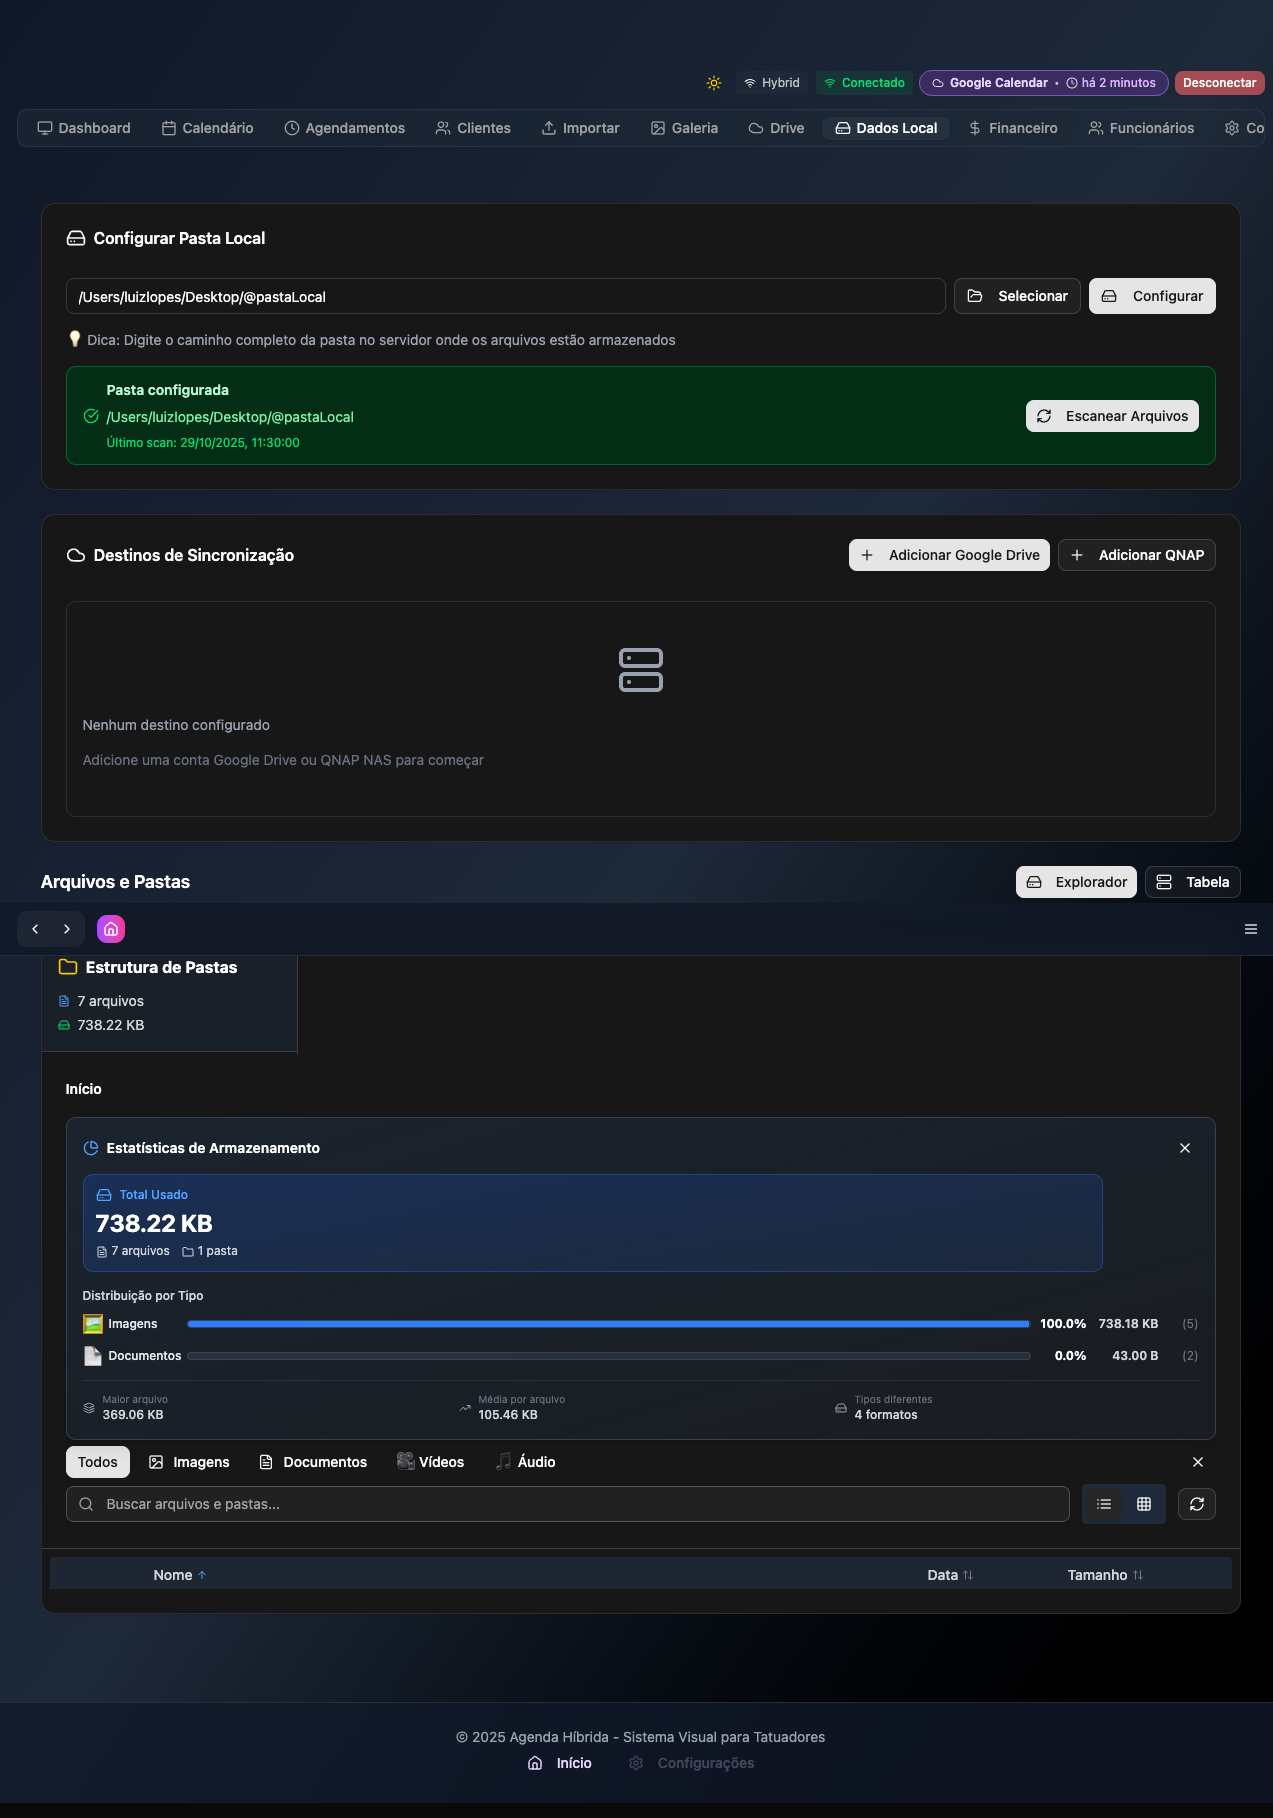 Hybrid
Conectado
Google Calendar • há 2 minutos
Desconectar
Dashboard
Calendário
Agendamentos
Clientes
Importar
Galeria
Drive
Dados Local
Financeiro
Funcionários
Co
Configurar Pasta Local
/Users/luizlopes/Desktop/@pastaLocal
Selecionar
Configurar
Dica: Digite o caminho completo da pasta no servidor onde os arquivos estão armazenados
Pasta configurada
/Users/luizlopes/Desktop/@pastaLocal
Último scan: 29/10/2025, 11:30:00
Escanear Arquivos
Destinos de Sincronização
Adicionar Google Drive
Adicionar QNAP
Nenhum destino configurado
Adicione uma conta Google Drive ou QNAP NAS para começar
Arquivos e Pastas
Explorador
Tabela
Estrutura de Pastas
7 arquivos
738.22 KB
Início
Estatísticas de Armazenamento
Total Usado
738.22 KB
7 arquivos 1 pasta
Distribuição por Tipo
Imagens 100.0% 738.18 KB (5)
Documentos 0.0% 43.00 B (2)
Maior arquivo
369.06 KB
Média por arquivo
105.46 KB
Tipos diferentes
4 formatos
Todos
Imagens
Documentos
Vídeos
Áudio
Buscar arquivos e pastas...
Nome ↑
Data ↑↓
Tamanho ↑↓
© 2025 Agenda Híbrida - Sistema Visual para Tatuadores
Início
Configurações